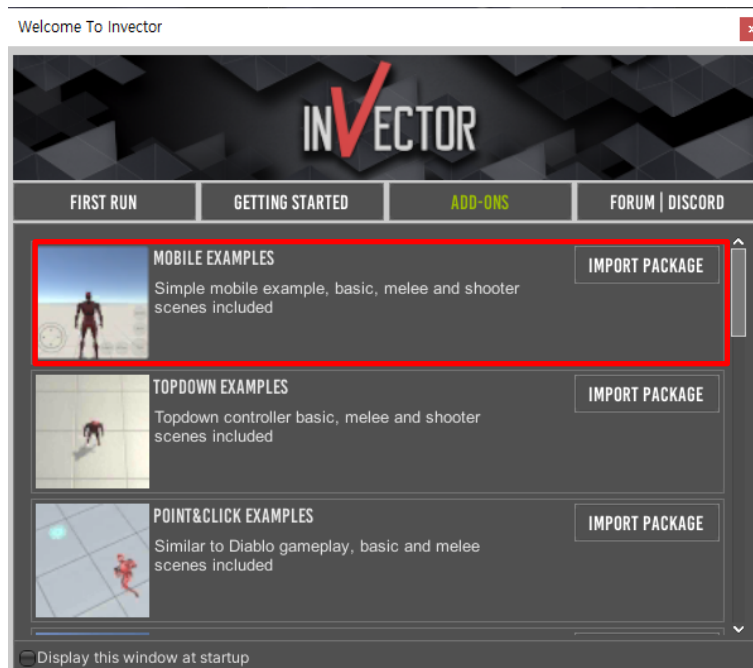 Welcome To Invector
INVECTOR
FIRST RUN
GETTING STARTED
ADD-ONS
FORUM | DISCORD
MOBILE EXAMPLES
IMPORT PACKAGE
Simple mobile example, basic, melee and shooter
scenes included
TOPDOWN EXAMPLES
IMPORT PACKAGE
Topdown controller basic, melee and shooter
scenes included
POINT&CLICK EXAMPLES
IMPORT PACKAGE
Similar to Diablo gameplay, basic and melee
scenes included
Display this window at startup